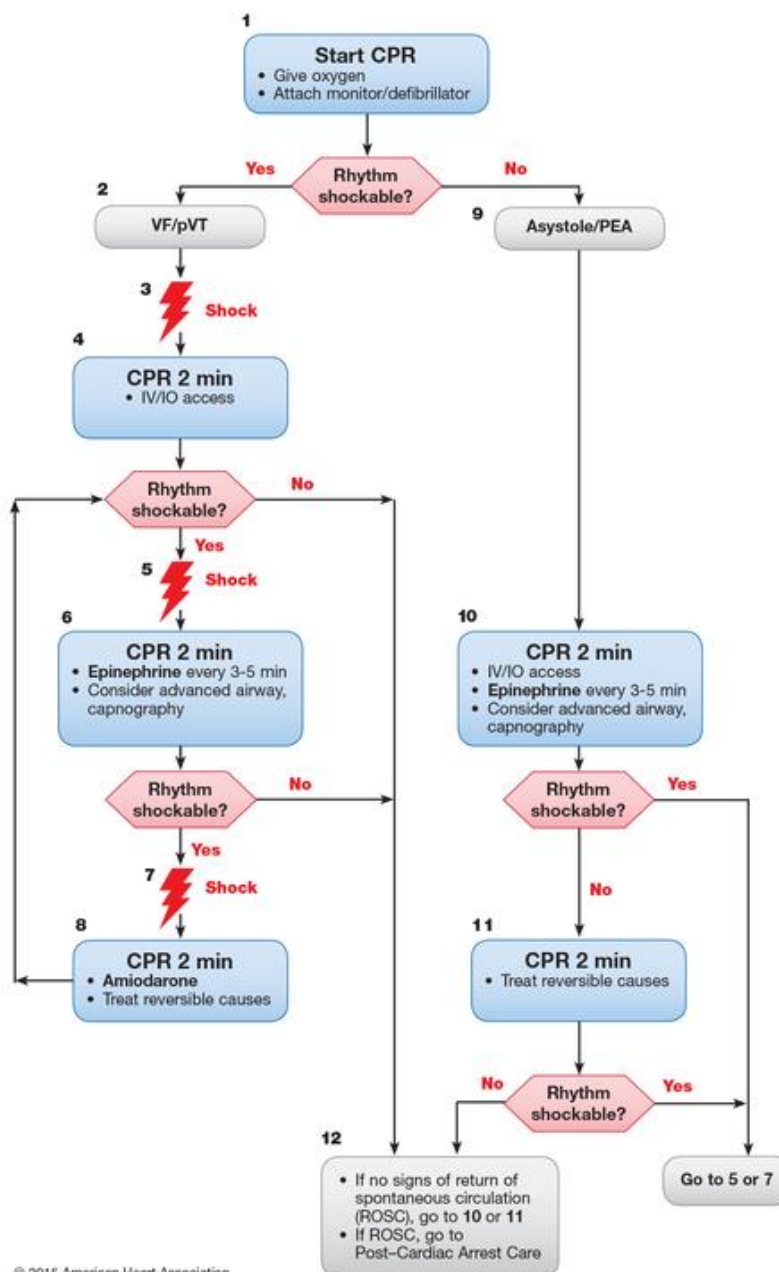 1
Start CPR
• Give oxygen
• Attach monitor/defibrillator
Yes
Rhythm
shockable?
No
2
VF/pVT
9
Asystole/PEA
3
Shock
4
CPR 2 min
• IV/IO access
Rhythm
shockable?
No
Yes
5
Shock
6
CPR 2 min
• Epinephrine every 3-5 min
• Consider advanced airway,
capnography
10
CPR 2 min
• IV/IO access
• Epinephrine every 3-5 min
• Consider advanced airway,
capnography
Rhythm
shockable?
No
Rhythm
shockable?
Yes
Yes
7
Shock
No
8
CPR 2 min
• Amiodarone
• Treat reversible causes
11
CPR 2 min
• Treat reversible causes
No
Rhythm
shockable?
Yes
12
• If no signs of return of
spontaneous circulation
(ROSC), go to 10 or 11
• If ROSC, go to
Post–Cardiac Arrest Care
Go to 5 or 7
© 2015 American Heart Association